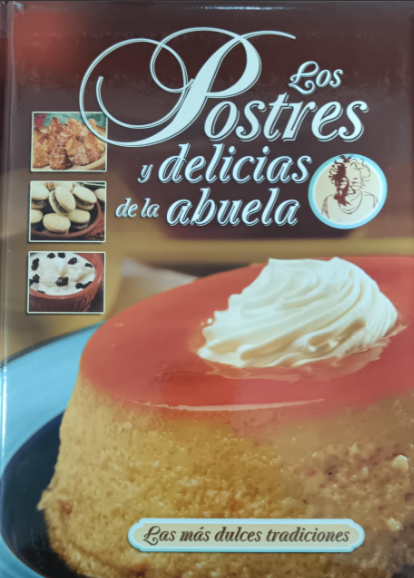 Los
Postres
y delicias
de la abuela
Las más dulces tradiciones